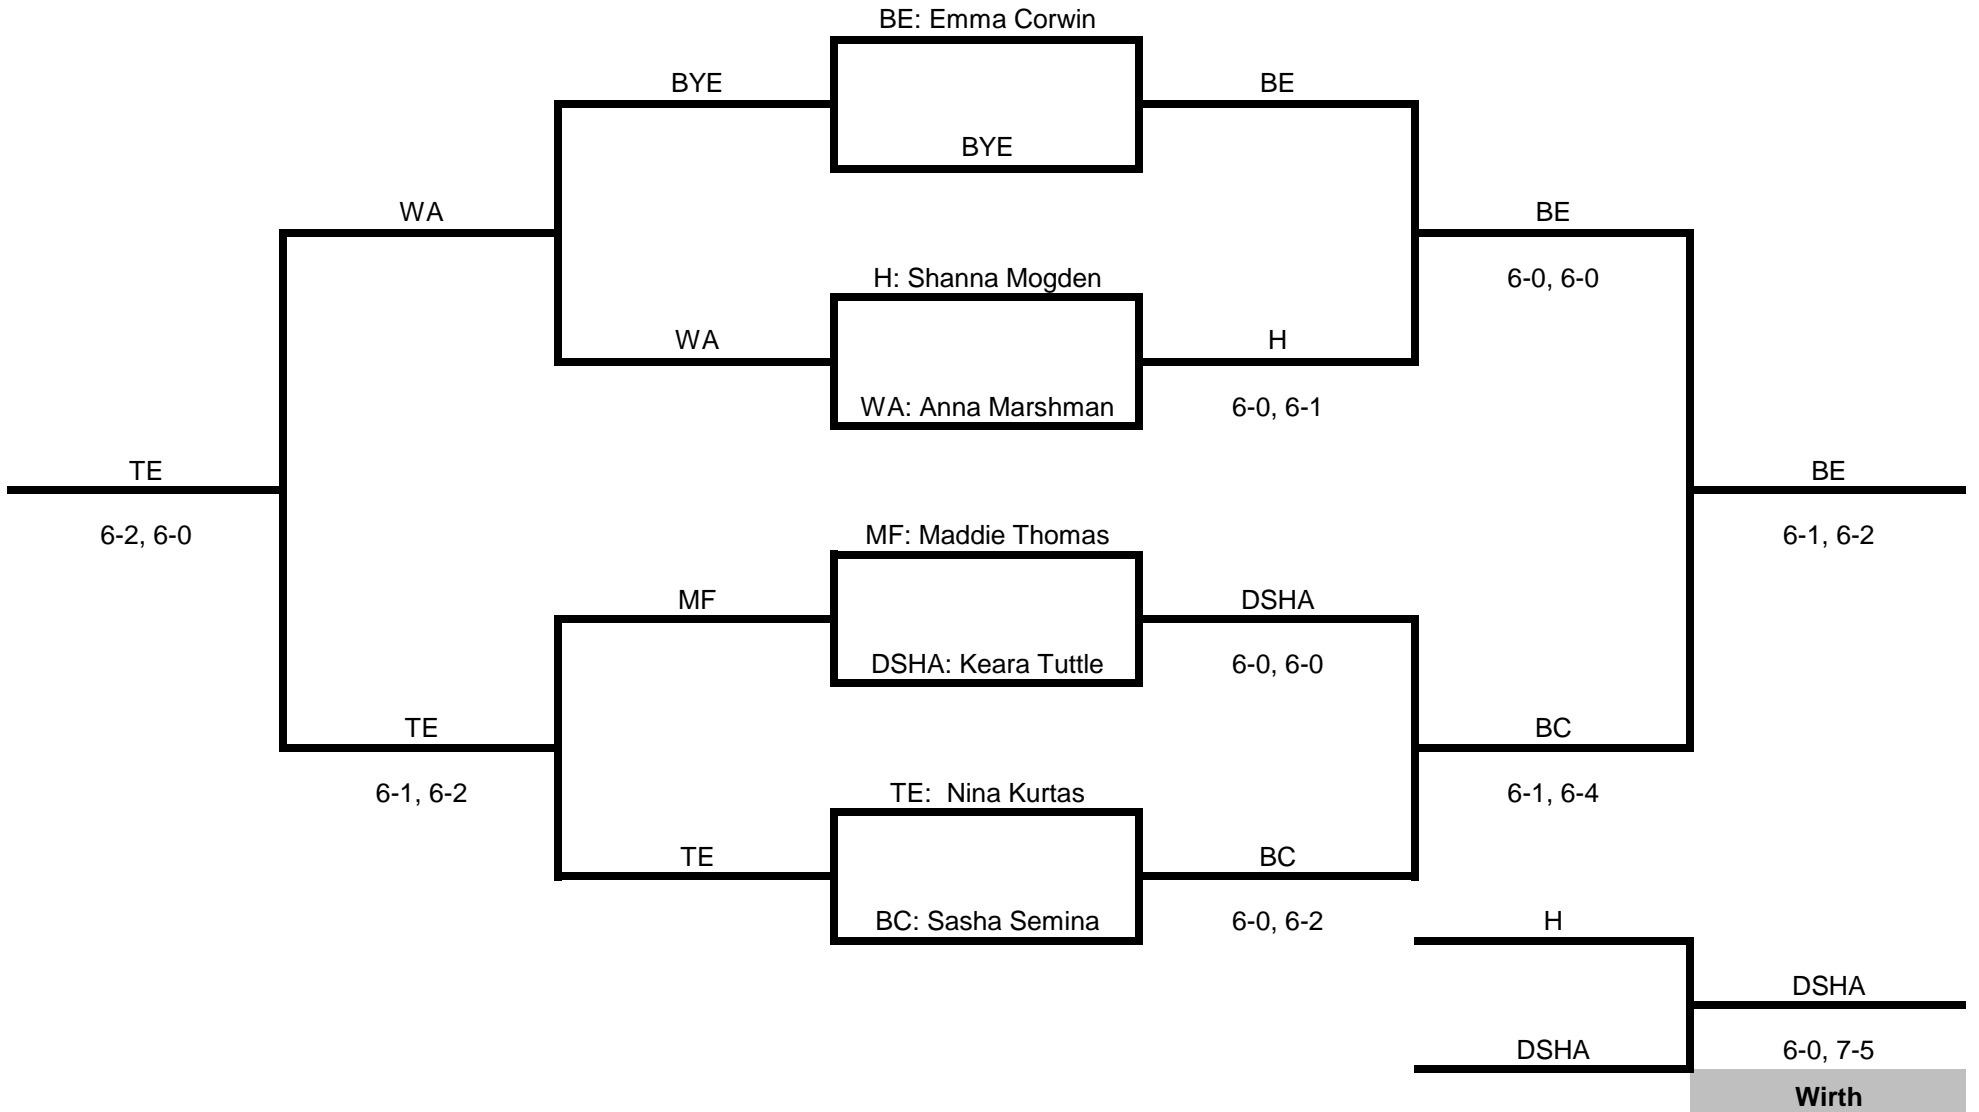 BE: Emma Corwin
BYE
BE
BYE
WA
BE
H: Shanna Mogden
6-0, 6-0
WA
H
WA: Anna Marshman
6-0, 6-1
TE
BE
6-2, 6-0
MF: Maddie Thomas
6-1, 6-2
MF
DSHA
DSHA: Keara Tuttle
6-0, 6-0
TE
BC
6-1, 6-2
TE: Nina Kurtas
6-1, 6-4
TE
BC
BC: Sasha Semina
6-0, 6-2
H
DSHA
DSHA
6-0, 7-5
Wirth